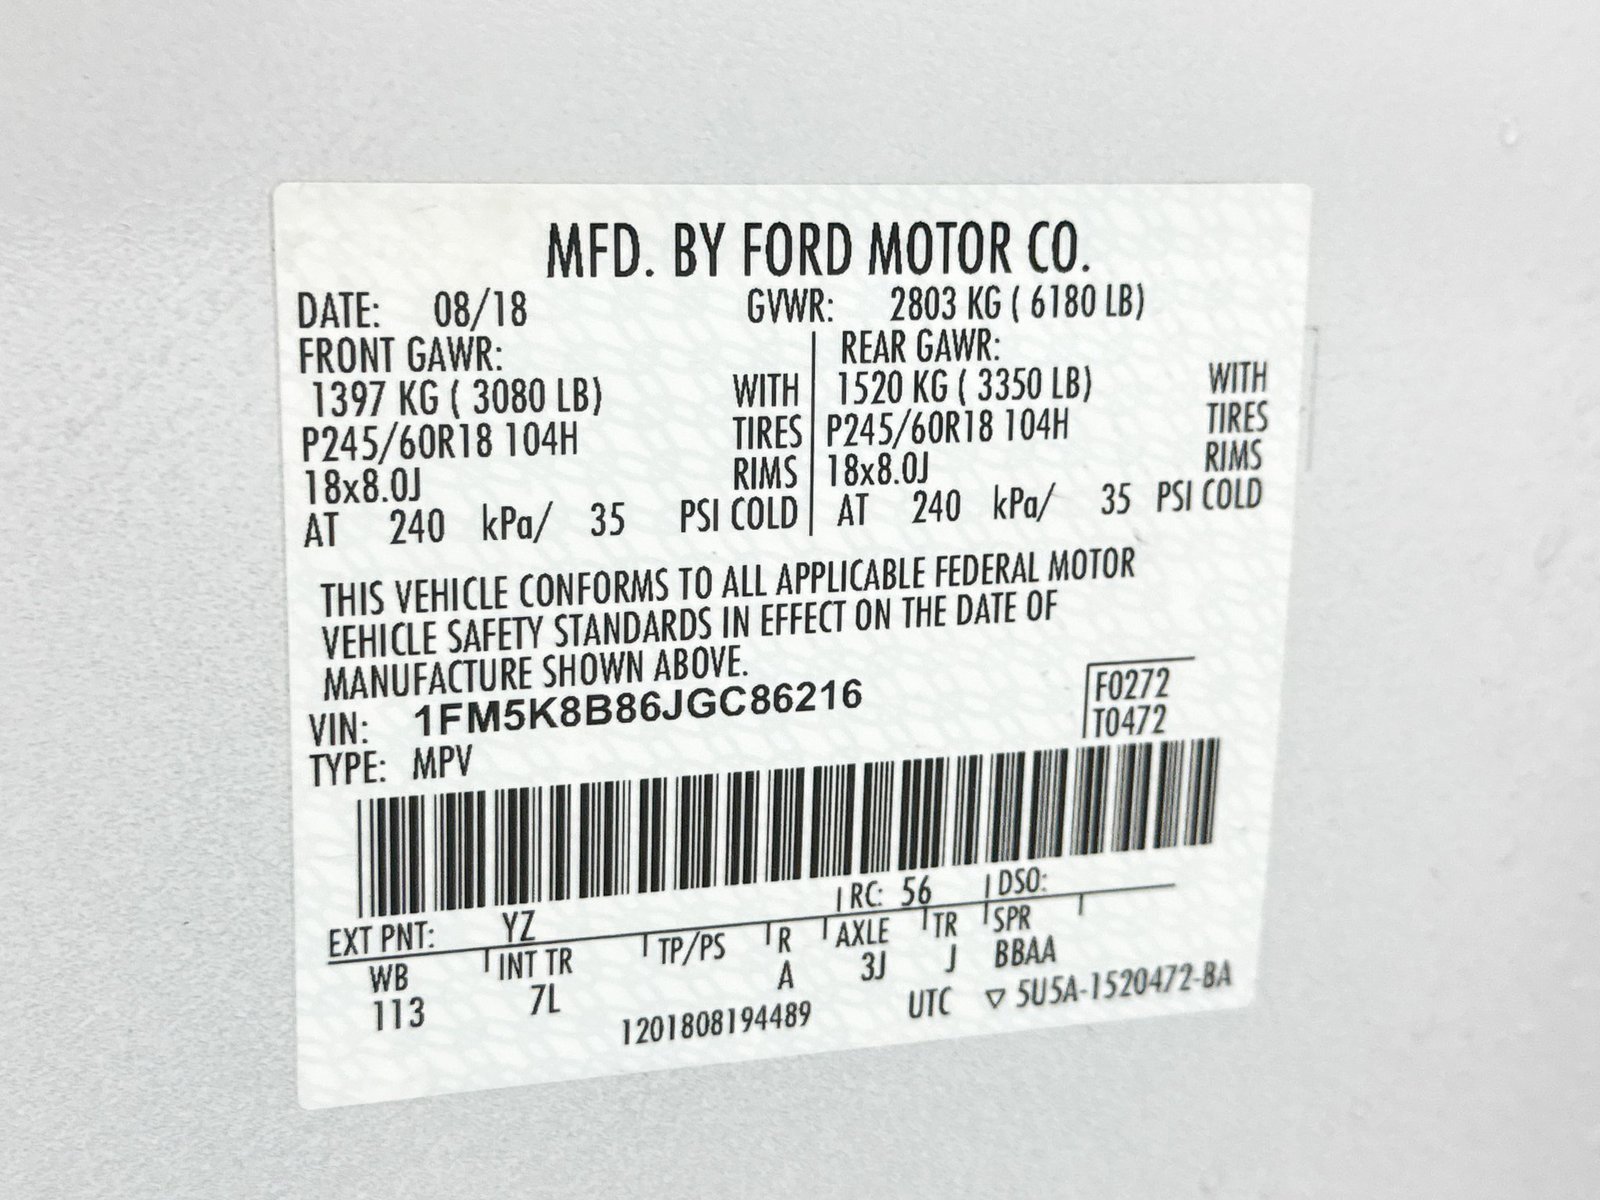 MFD. BY FORD MOTOR CO.
DATE: 08/18 GVWR: 2803 KG ( 6180 LB)
FRONT GAWR: REAR GAWR:
1397 KG ( 3080 LB) WITH 1520 KG ( 3350 LB) WITH
P245/60R18 104H TIRES P245/60R18 104H TIRES
18x8.0J RIMS 18x8.0J RIMS
AT 240 kPa/ 35 PSI COLD AT 240 kPa/ 35 PSI COLD
THIS VEHICLE CONFORMS TO ALL APPLICABLE FEDERAL MOTOR
VEHICLE SAFETY STANDARDS IN EFFECT ON THE DATE OF
MANUFACTURE SHOWN ABOVE.
VIN: 1FM5K8B86JGC86216 F0272
TYPE: MPV T0472
EXT PNT: YZ RC: 56 DSO:
WB INT TR TP/PS R AXLE TR SPR
113 7L A 3J J BBAA
1201808194489 UTC ▽ 5U5A-1520472-BA